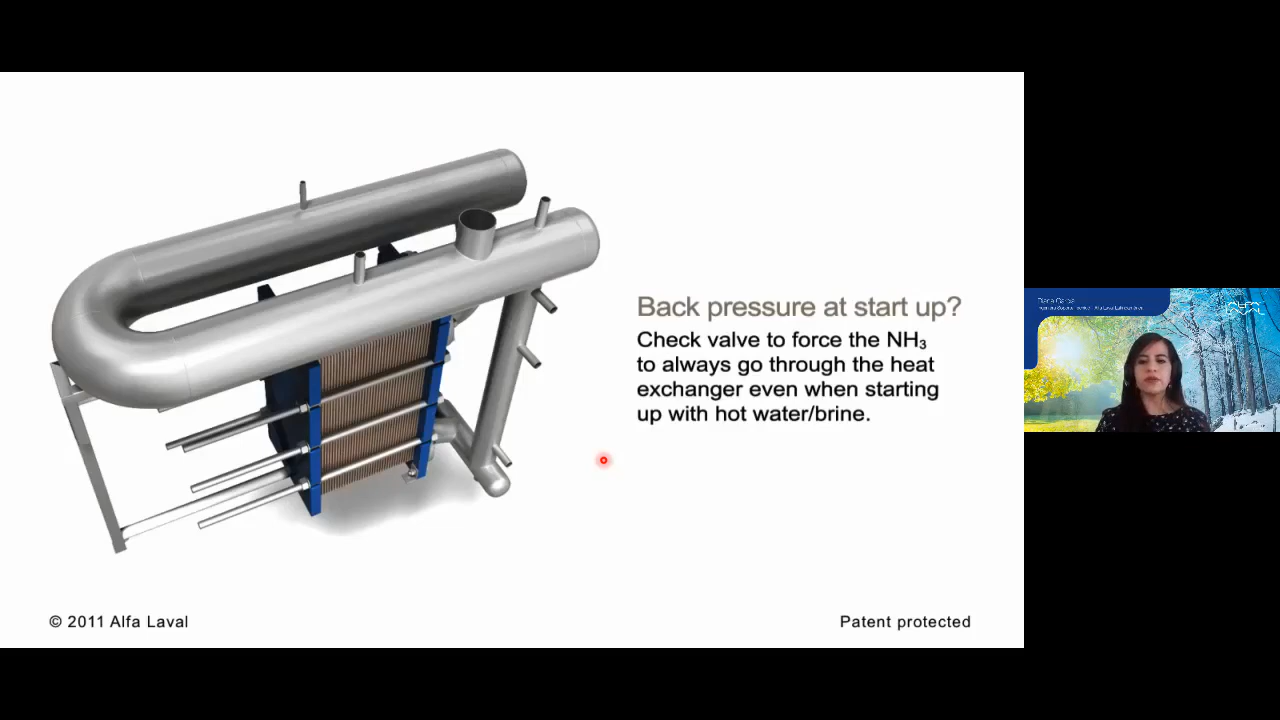 Back pressure at start up?
Check valve to force the NH₃
to always go through the heat
exchanger even when starting
up with hot water/brine.
© 2011 Alfa Laval
Patent protected